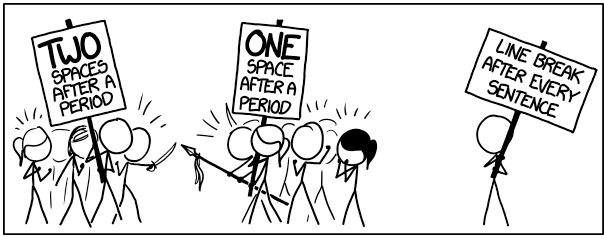 TWO
SPACES
AFTER A
PERIOD
ONE
SPACE
AFTER A
PERIOD
LINE BREAK
AFTER EVERY
SENTENCE